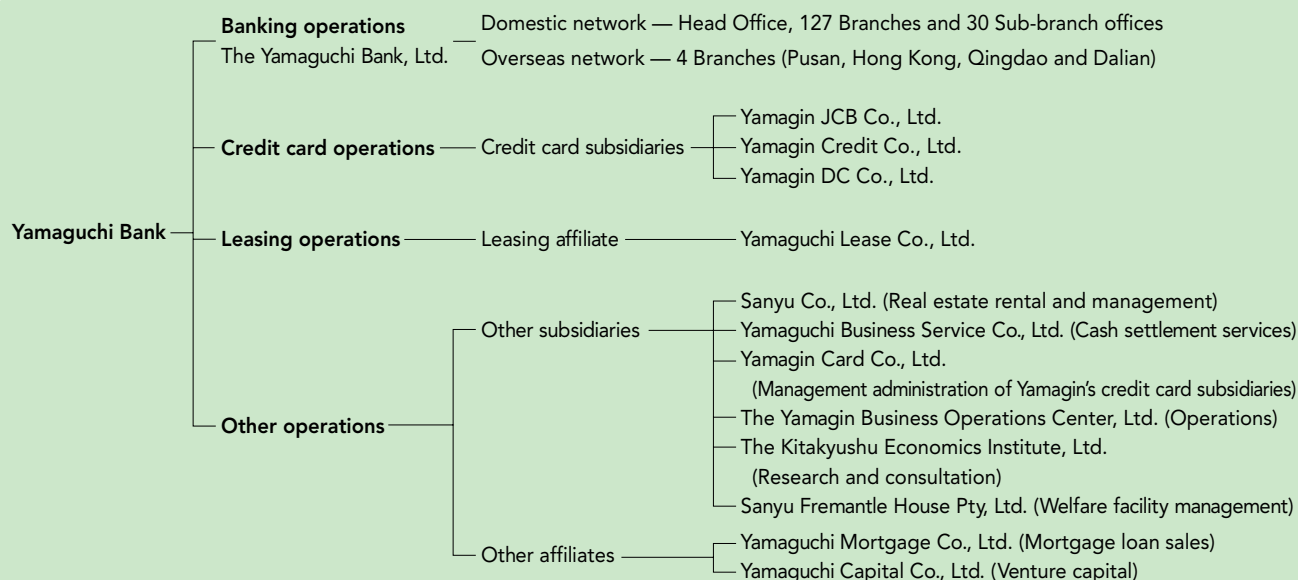 Yamaguchi Bank
Banking operations
The Yamaguchi Bank, Ltd.
Domestic network — Head Office, 127 Branches and 30 Sub-branch offices
Overseas network — 4 Branches (Pusan, Hong Kong, Qingdao and Dalian)
Credit card operations
Credit card subsidiaries
Yamagin JCB Co., Ltd.
Yamagin Credit Co., Ltd.
Yamagin DC Co., Ltd.
Leasing operations
Leasing affiliate
Yamaguchi Lease Co., Ltd.
Other operations
Other subsidiaries
Sanyu Co., Ltd. (Real estate rental and management)
Yamaguchi Business Service Co., Ltd. (Cash settlement services)
Yamagin Card Co., Ltd.
(Management administration of Yamagin's credit card subsidiaries)
The Yamagin Business Operations Center, Ltd. (Operations)
The Kitakyushu Economics Institute, Ltd.
(Research and consultation)
Sanyu Fremantle House Pty, Ltd. (Welfare facility management)
Other affiliates
Yamaguchi Mortgage Co., Ltd. (Mortgage loan sales)
Yamaguchi Capital Co., Ltd. (Venture capital)